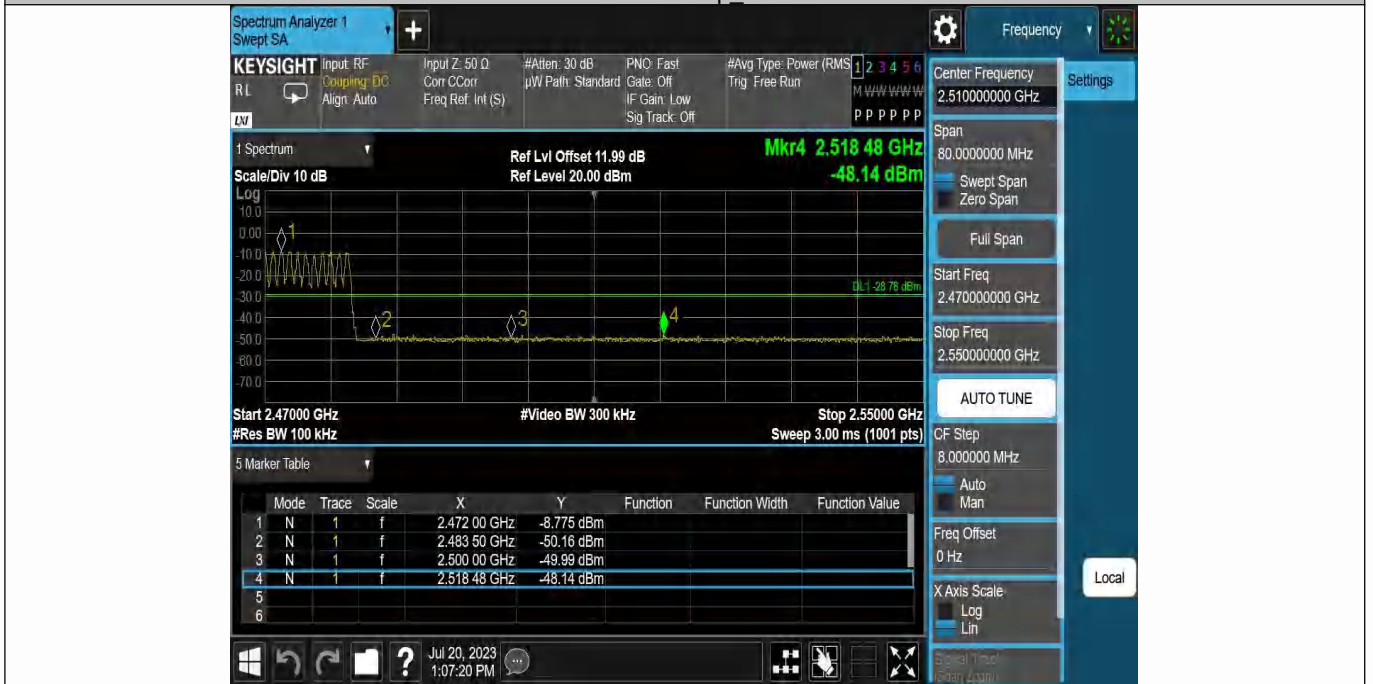 Spectrum Analyzer 1
Swept SA
+
Frequency
KEYSIGHT
RL
LXI
Input: RF
Coupling: DC
Align: Auto
Input Z: 50 Ω
Corr CCorr
Freq Ref: Int (S)
#Atten: 30 dB
µW Path: Standard
PNO: Fast
Gate: Off
IF Gain: Low
Sig Track: Off
#Avg Type: Power (RMS
Trig: Free Run
1 2 3 4 5 6
M W W W W W
P P P P P P
Center Frequency
2.510000000 GHz
Settings
1 Spectrum
Scale/Div 10 dB
Ref Lvl Offset 11.99 dB
Ref Level 20.00 dBm
Mkr4 2.518 48 GHz
-48.14 dBm
Span
80.0000000 MHz
Swept Span
Zero Span
Full Span
Start Freq
2.470000000 GHz
Stop Freq
2.550000000 GHz
AUTO TUNE
CF Step
8.000000 MHz
Auto
Man
Freq Offset
0 Hz
X Axis Scale
Log
Lin
Local
Log
10.0
0.00
-10.0
-20.0
-30.0
-40.0
-50.0
-60.0
-70.0
1
2
3
4
DL1 -28.78 dBm
Start 2.47000 GHz
#Res BW 100 kHz
#Video BW 300 kHz
Stop 2.55000 GHz
Sweep 3.00 ms (1001 pts)
5 Marker Table
Mode Trace Scale X Y Function Function Width Function Value
1 N 1 f 2.472 00 GHz -8.775 dBm
2 N 1 f 2.483 50 GHz -50.16 dBm
3 N 1 f 2.500 00 GHz -49.99 dBm
4 N 1 f 2.518 48 GHz -48.14 dBm
5
6
?
Jul 20, 2023
1:07:20 PM